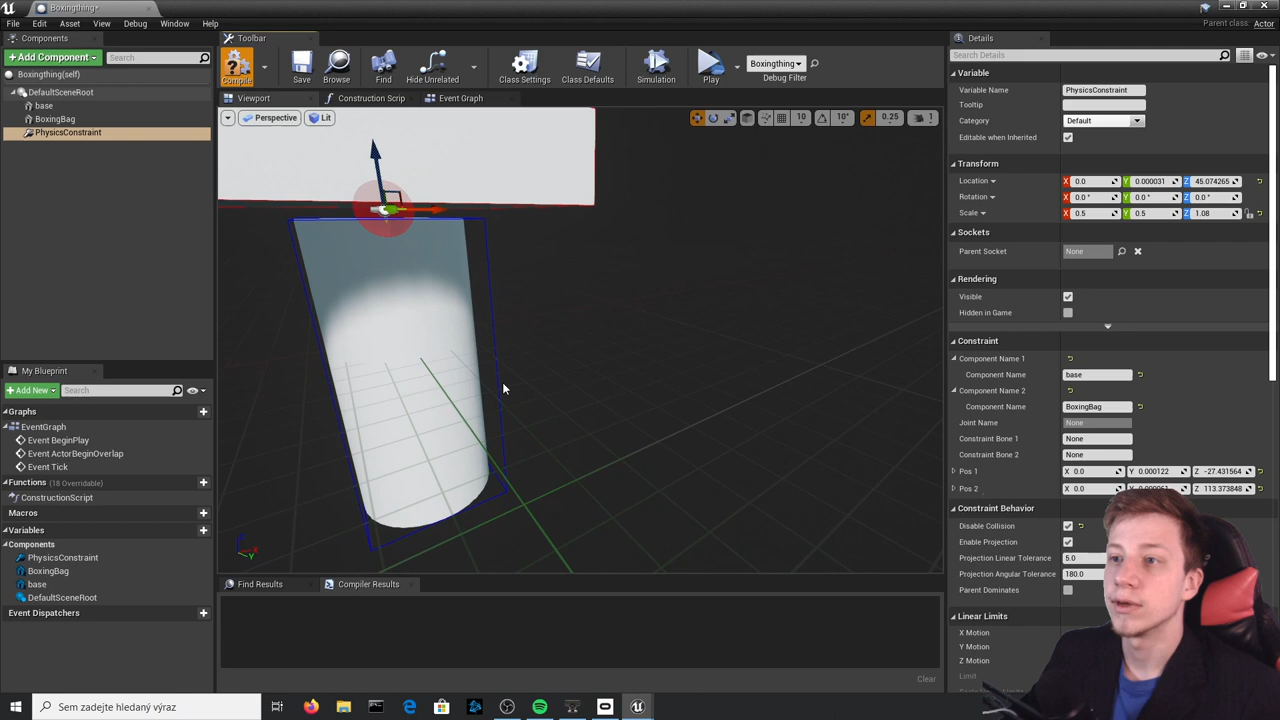 Boxingthing*
File Edit Asset View Debug Window Help
Parent class: Actor
Components
+Add Component
Search
Boxingthing(self)
DefaultSceneRoot
base
BoxingBag
PhysicsConstraint
My Blueprint
+Add New
Search
Graphs
EventGraph
Event BeginPlay
Event ActorBeginOverlap
Event Tick
Functions (18 Overridable)
ConstructionScript
Macros
Variables
Components
PhysicsConstraint
BoxingBag
base
DefaultSceneRoot
Event Dispatchers
Toolbar
Compile
Save
Browse
Find
Hide Unrelated
Class Settings
Class Defaults
Simulation
Play
Boxingthing
Debug Filter
Viewport
Construction Scrip
Event Graph
Perspective
Lit
10
10°
0.25
1
Find Results
Compiler Results
Clear
Details
Search Details
Variable
Variable Name PhysicsConstraint
Tooltip
Category Default
Editable when Inherited
Transform
Location X 0.0 Y 0.000031 Z 45.074265
Rotation X 0.0 ° Y 0.0 ° Z 0.0 °
Scale X 0.5 Y 0.5 Z 1.08
Sockets
Parent Socket None
Rendering
Visible
Hidden in Game
Constraint
Component Name 1
Component Name base
Component Name 2
Component Name BoxingBag
Joint Name None
Constraint Bone 1 None
Constraint Bone 2 None
Pos 1 X 0.0 Y 0.000122 Z -27.431564
Pos 2 X 0.0 Z 113.373848
Constraint Behavior
Disable Collision
Enable Projection
Projection Linear Tolerance 5.0
Projection Angular Tolerance 180.0
Parent Dominates
Linear Limits
X Motion
Y Motion
Z Motion
Limit
Sem zadejte hledaný výraz